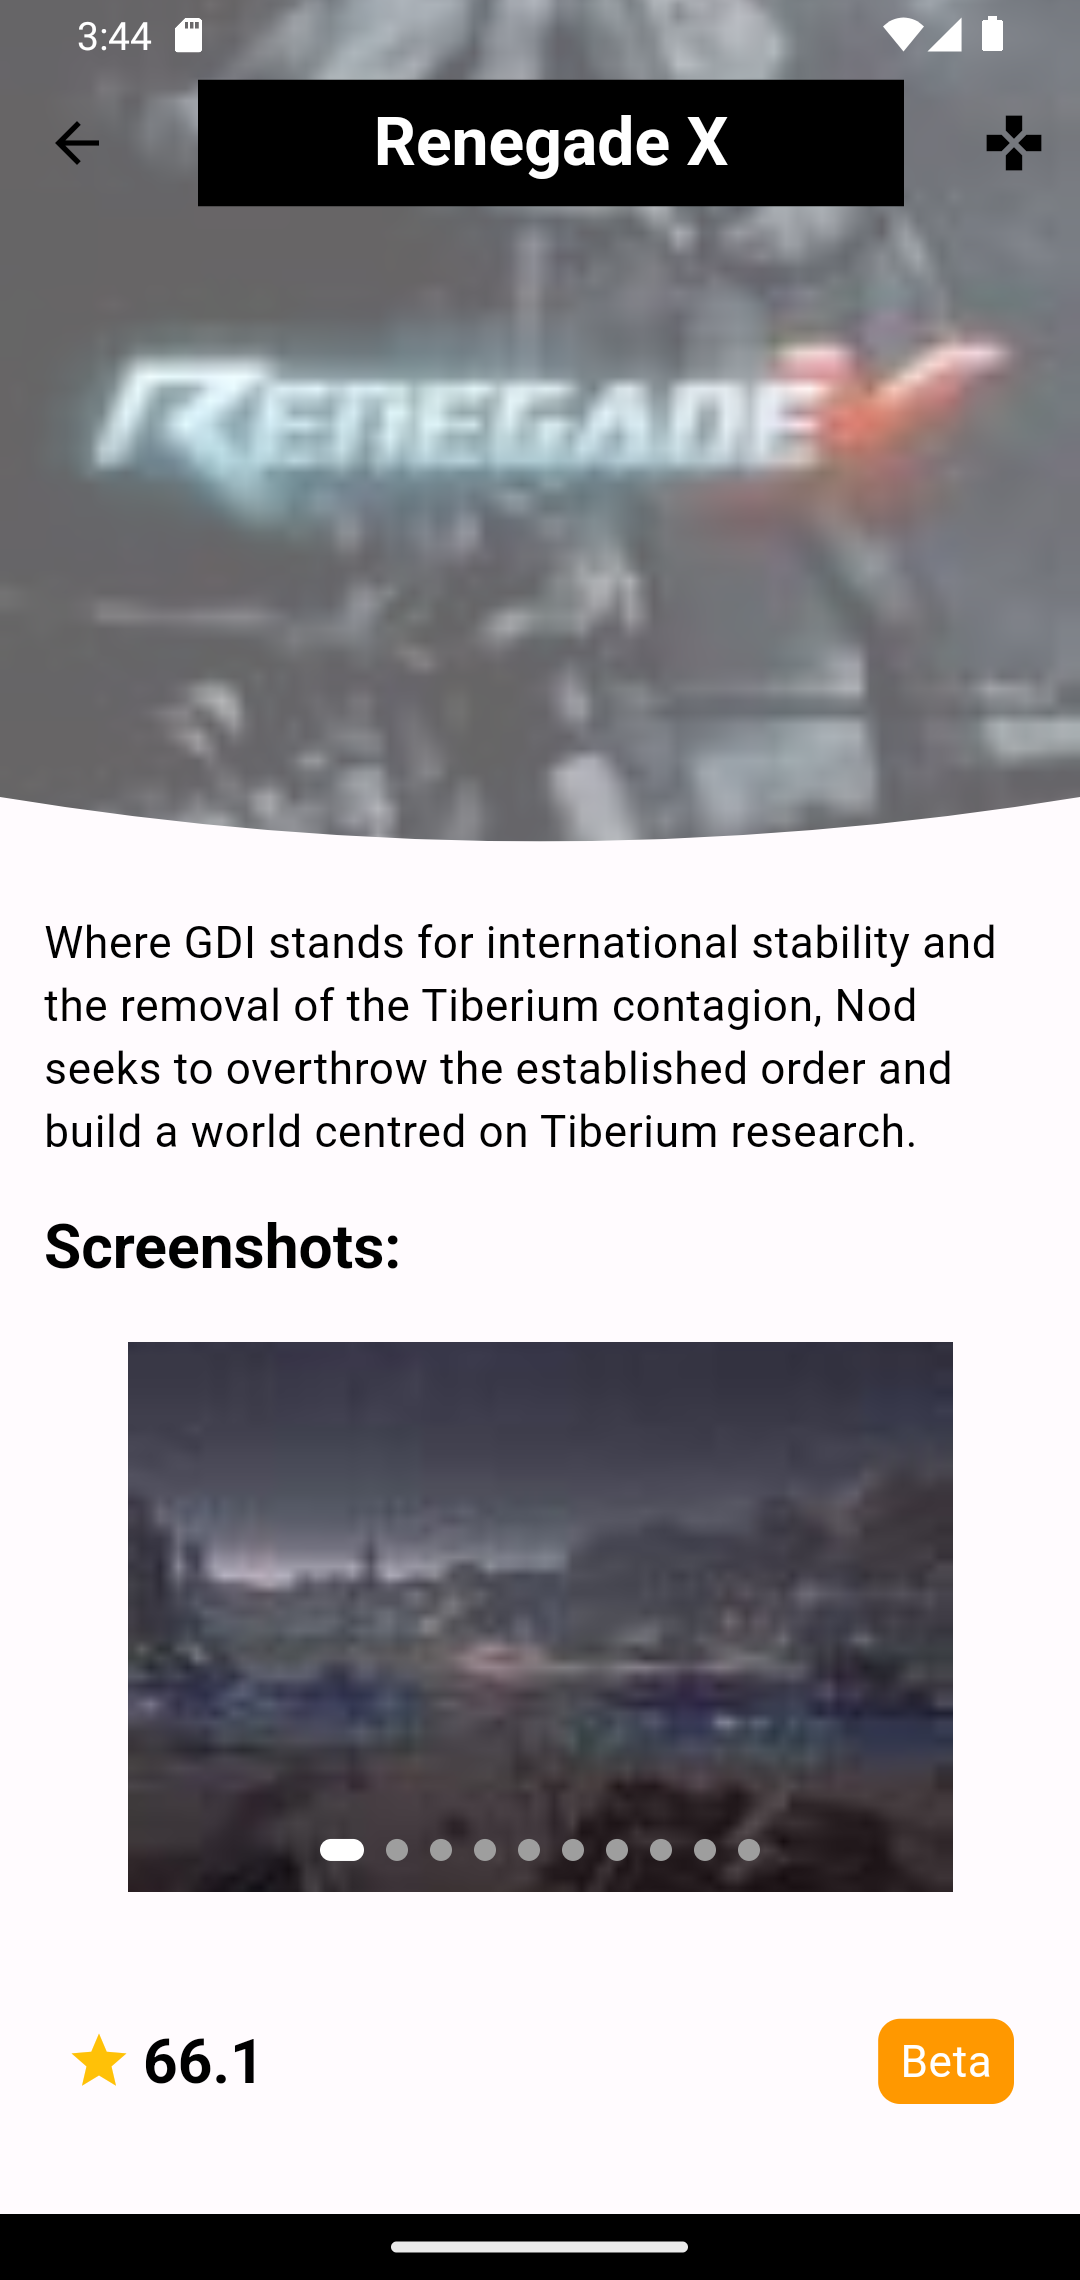 3:44
Renegade X
RENEGADE X
Where GDI stands for international stability and
the removal of the Tiberium contagion, Nod
seeks to overthrow the established order and
build a world centred on Tiberium research.
Screenshots:
66.1
Beta